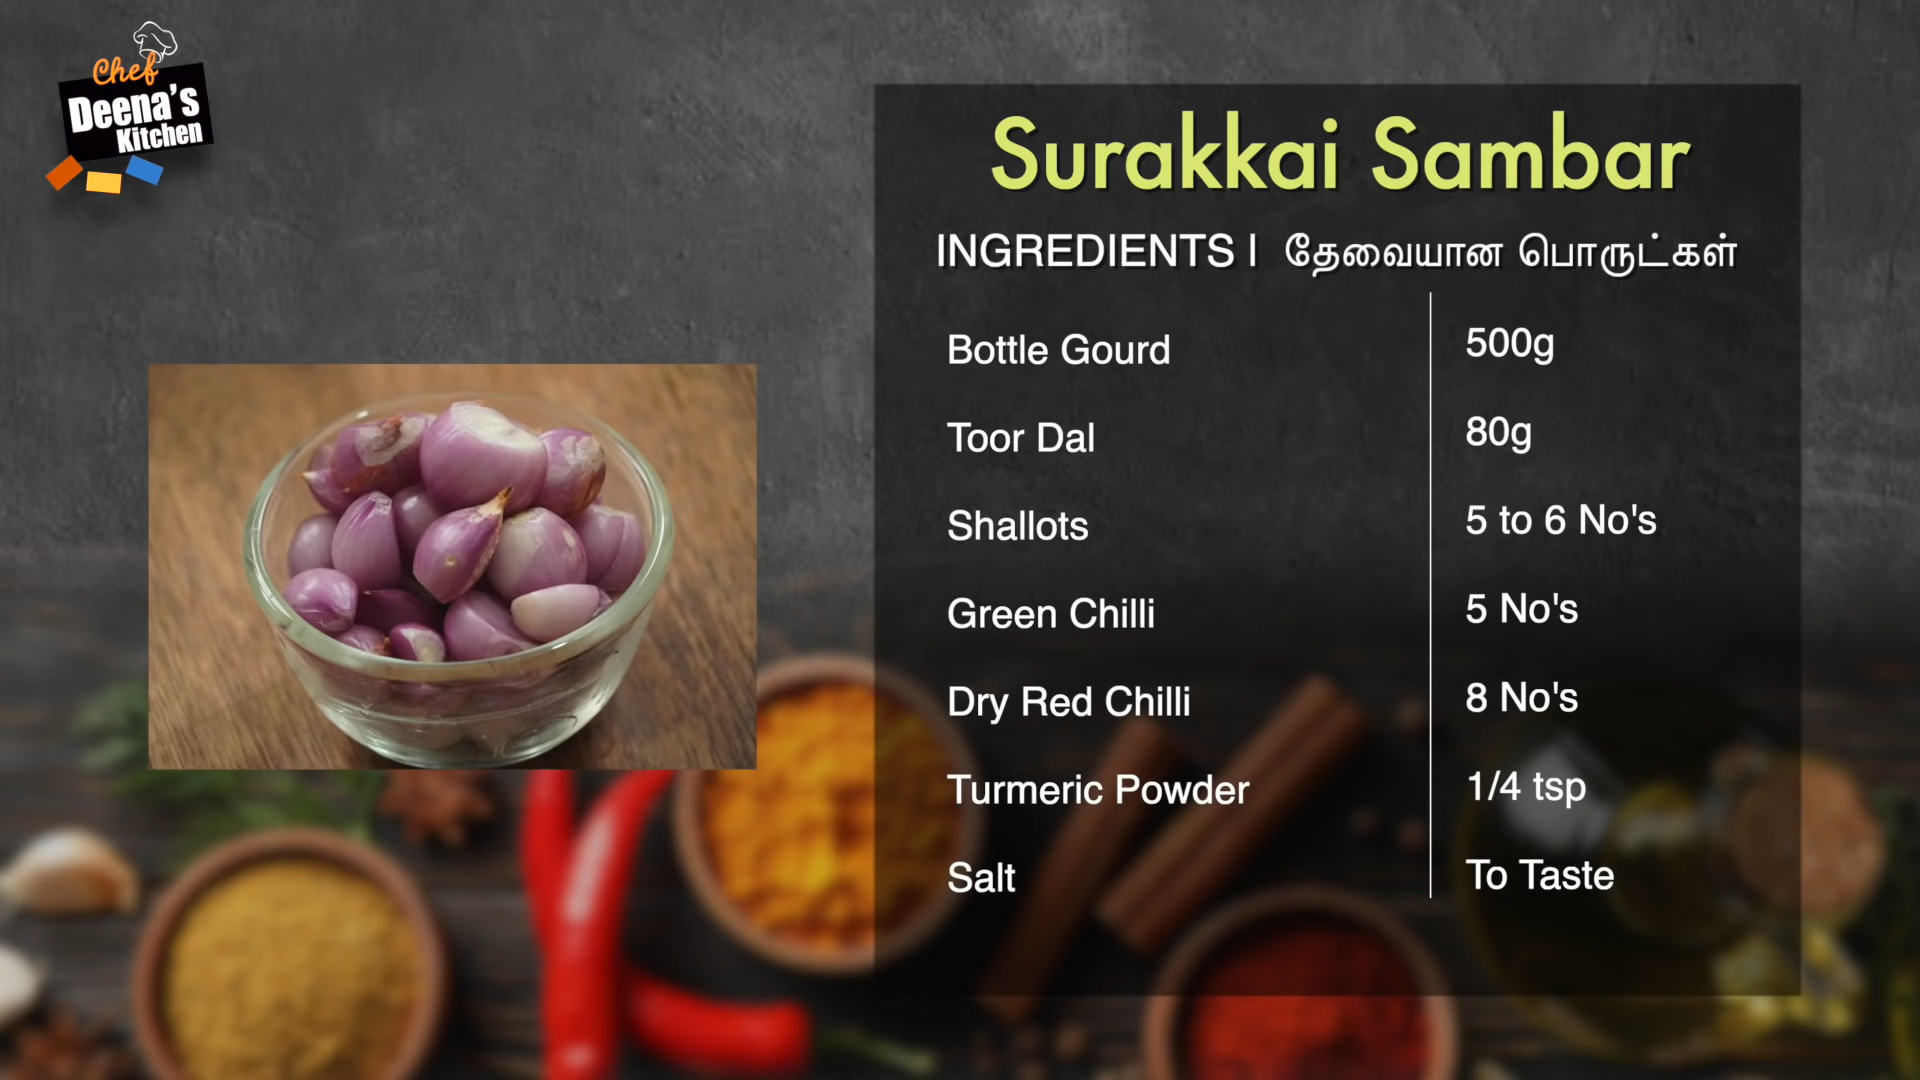 Chef
Deena's
Kitchen
Surakkai Sambar
INGREDIENTS | தேவையான பொருட்கள்
Bottle Gourd 500g
Toor Dal 80g
Shallots 5 to 6 No's
Green Chilli 5 No's
Dry Red Chilli 8 No's
Turmeric Powder 1/4 tsp
Salt To Taste